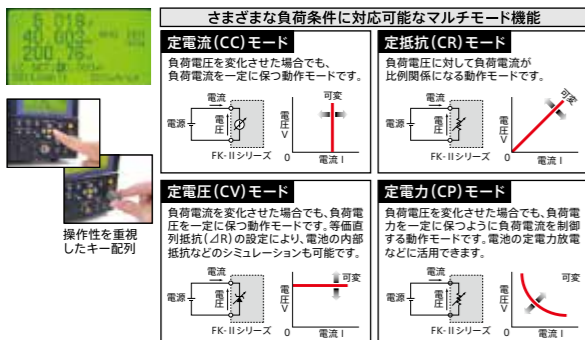 6.018
40.003
200.76
操作性を重視
したキー配列
さまざまな負荷条件に対応可能なマルチモード機能
定電流(CC)モード
負荷電圧を変化させた場合でも、
負荷電流を一定に保つ動作モードです。
電流
電源
電圧
FK-IIシリーズ
電圧V
可変
0
電流 I
定抵抗(CR)モード
負荷電圧に対して負荷電流が
比例関係になる動作モードです。
電流
電源
電圧
FK-IIシリーズ
電圧V
可変
0
電流 I
定電圧(CV)モード
負荷電流を変化させた場合でも、負荷電
圧を一定に保つ動作モードです。等価直
列抵抗(⊿R)の設定により、電池の内部
抵抗などのシミュレーションも可能です。
電流
電源
電圧
FK-IIシリーズ
電圧V
可変
0
電流 I
定電力(CP)モード
負荷電圧を変化させた場合でも、負荷電
力を一定に保つように負荷電流を制御
する動作モードです。電池の定電力放電
などに活用できます。
電流
電源
電圧
FK-IIシリーズ
電圧V
可変
0
電流 I